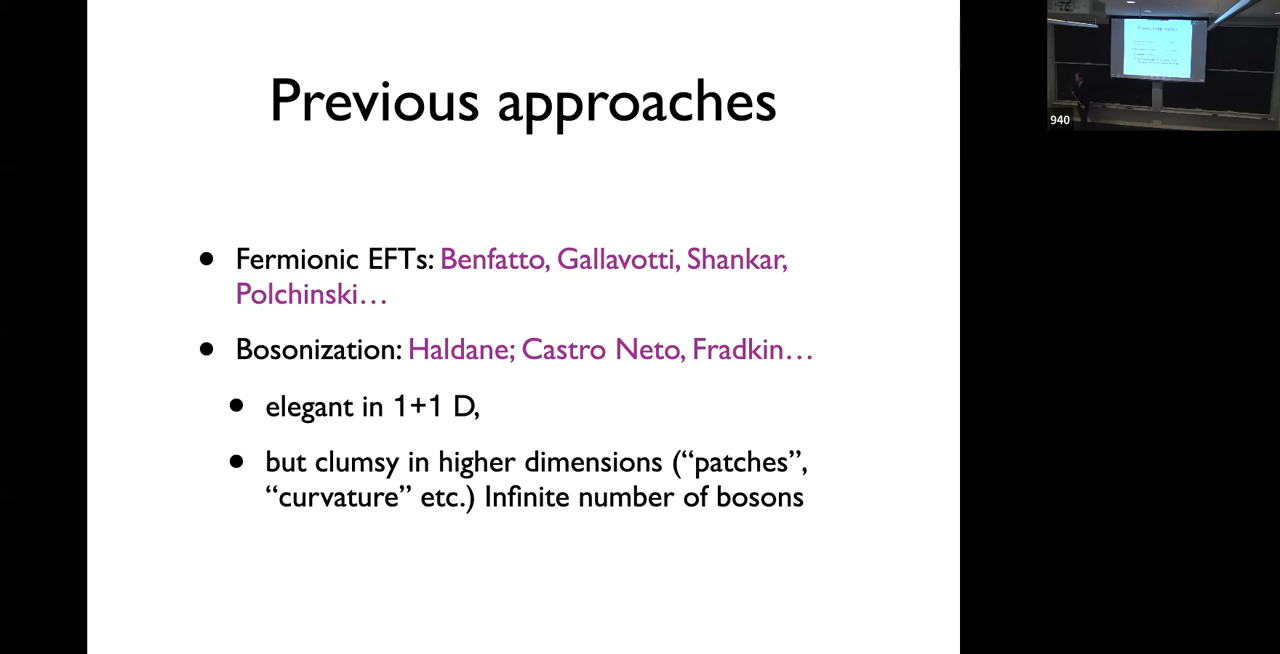 Previous approaches
• Fermionic EFTs: Benfatto, Gallavotti, Shankar,
Polchinski…
• Bosonization: Haldane; Castro Neto, Fradkin…
• elegant in 1+1 D,
• but clumsy in higher dimensions (“patches”,
“curvature” etc.) Infinite number of bosons
940